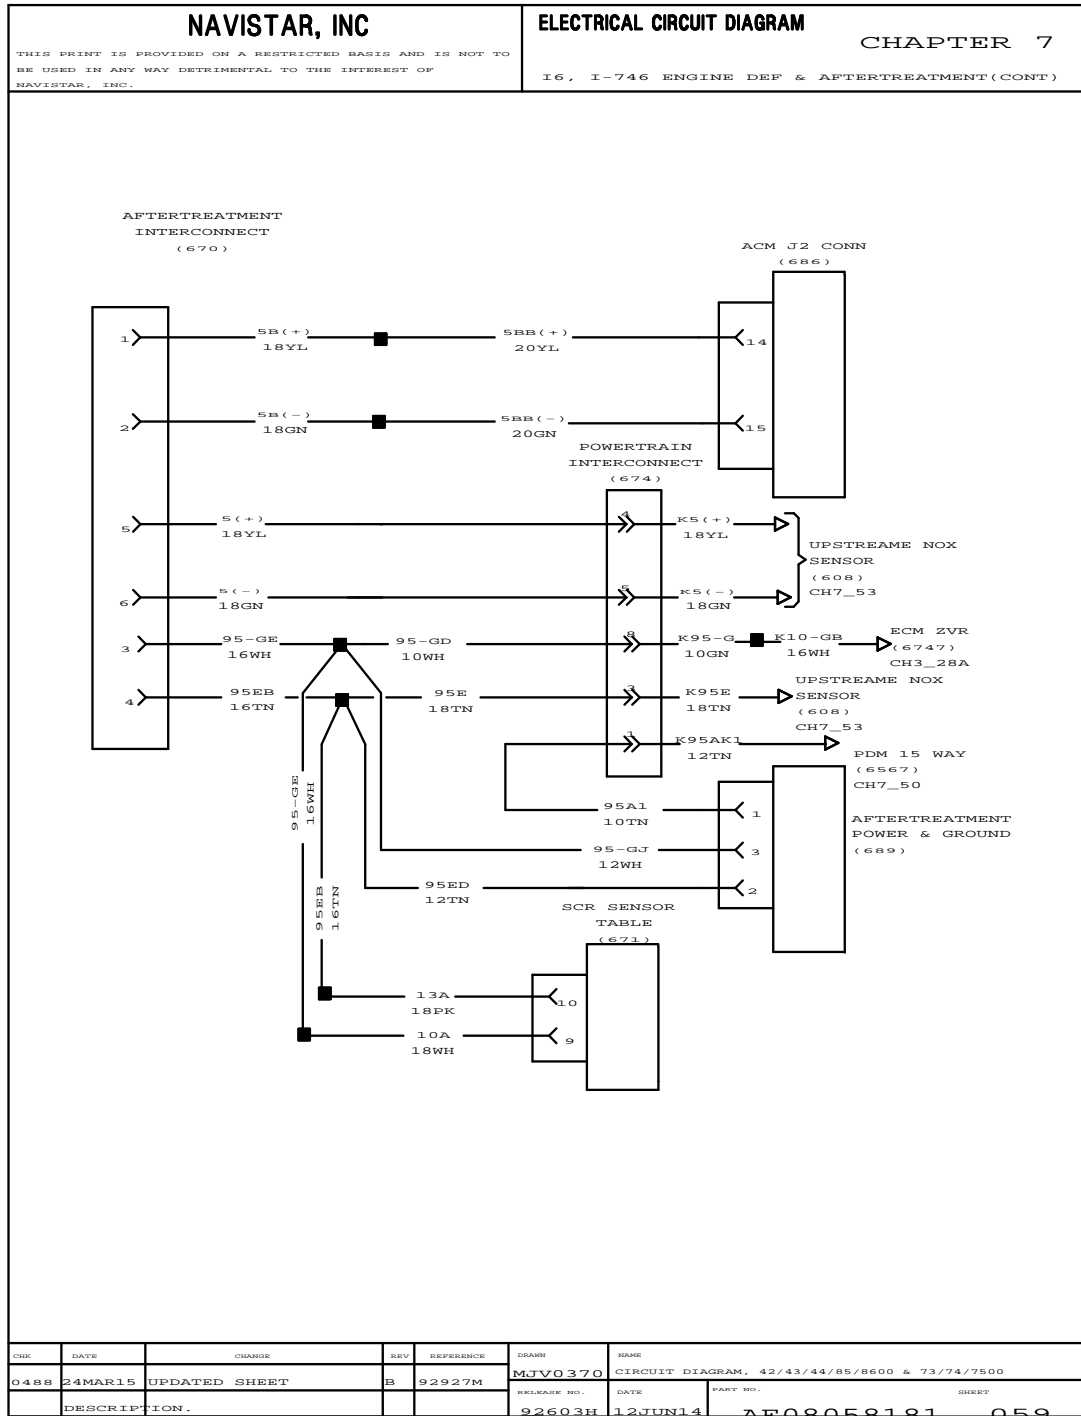 NAVISTAR, INC
THIS PRINT IS PROVIDED ON A RESTRICTED BASIS AND IS NOT TO
BE USED IN ANY WAY DETRIMENTAL TO THE INTEREST OF
NAVISTAR, INC.
ELECTRICAL CIRCUIT DIAGRAM
CHAPTER 7
I6, I-746 ENGINE DEF & AFTERTREATMENT(CONT)
AFTERTREATMENT
INTERCONNECT
(670)
ACM J2 CONN
(686)
1
5B(+)
18YL
5BB(+)
20YL
14
2
5B(-)
18GN
5BB(-)
20GN
15
POWERTRAIN
INTERCONNECT
(674)
5
5(+)
18YL
4
K5(+)
18YL
UPSTREAME NOX
SENSOR
(608)
CH7_53
6
5(-)
18GN
5
K5(-)
18GN
3
95-GE
16WH
95-GD
10WH
8
K95-G
10GN
K10-GB
16WH
ECM ZVR
(6747)
CH3_28A
4
95EB
16TN
95E
18TN
3
K95E
18TN
UPSTREAME NOX
SENSOR
(608)
CH7_53
1
K95AK1
12TN
PDM 15 WAY
(6567)
CH7_50
95-GE
16WH
95A1
10TN
1
AFTERTREATMENT
POWER & GROUND
(689)
95-GJ
12WH
3
95EB
16TN
95ED
12TN
2
SCR SENSOR
TABLE
(671)
13A
18PK
10
10A
18WH
9
CHK DATE CHANGE REV REFERENCE
0488 24MAR15 UPDATED SHEET B 92927M
DESCRIPTION.
DRAWN
MJV0370
NAME
CIRCUIT DIAGRAM, 42/43/44/85/8600 & 73/74/7500
RELEASE NO.
92603H
DATE
12JUN14
PART NO.
AF08058181
SHEET
059